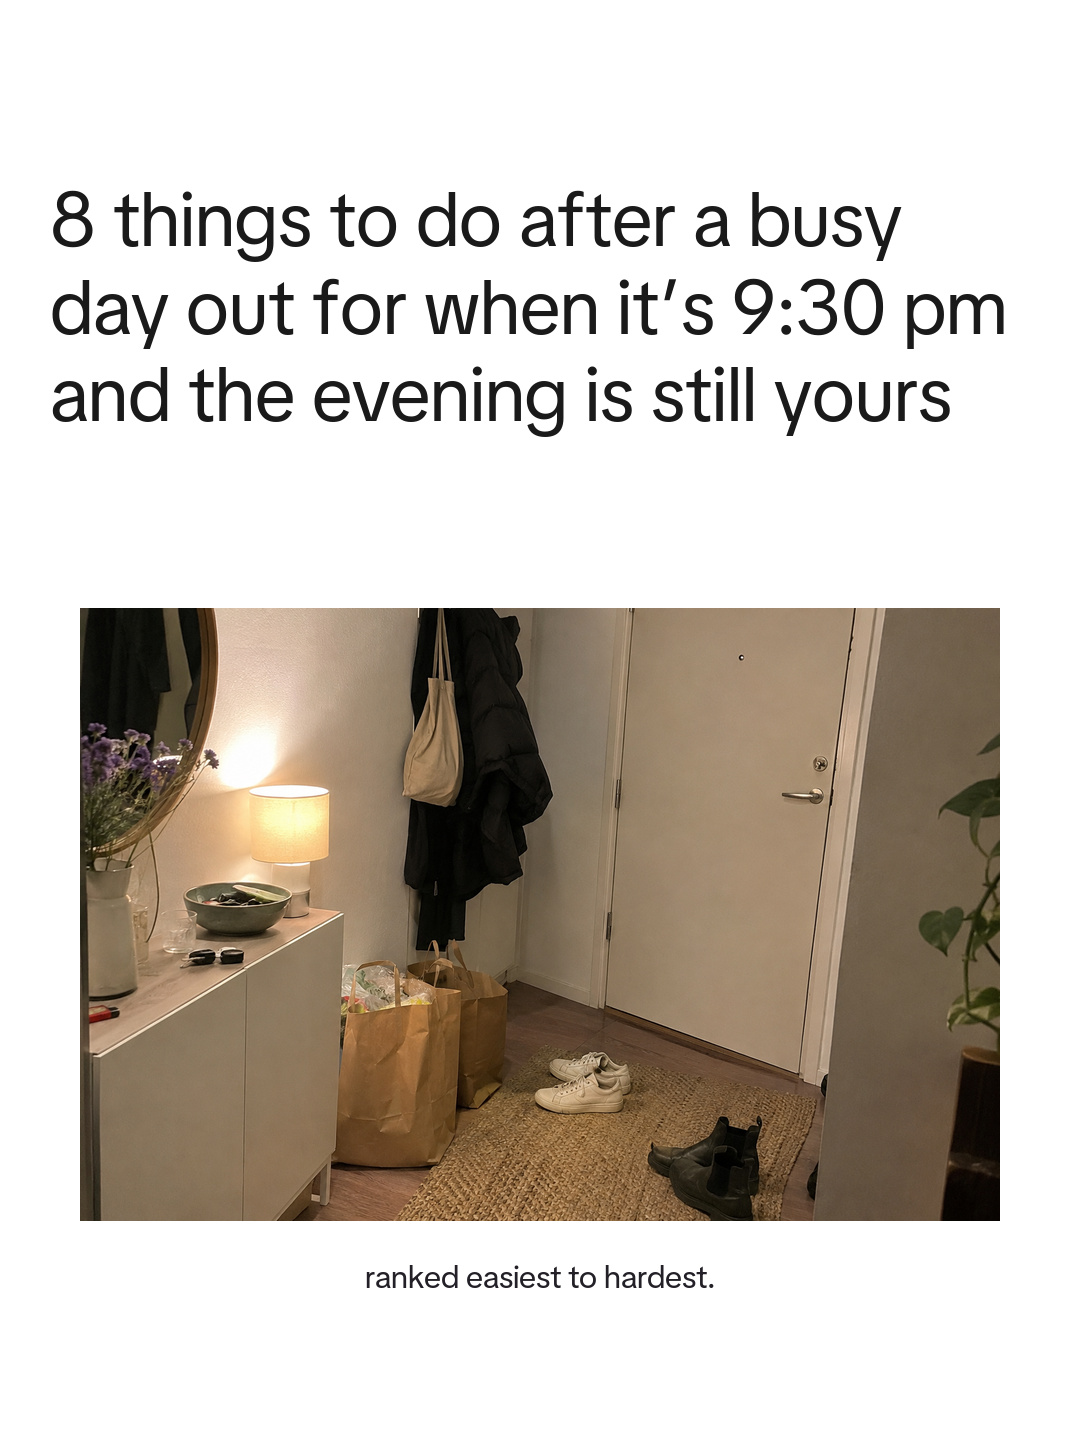 8 things to do after a busy
day out for when it’s 9:30 pm
and the evening is still yours
ranked easiest to hardest.